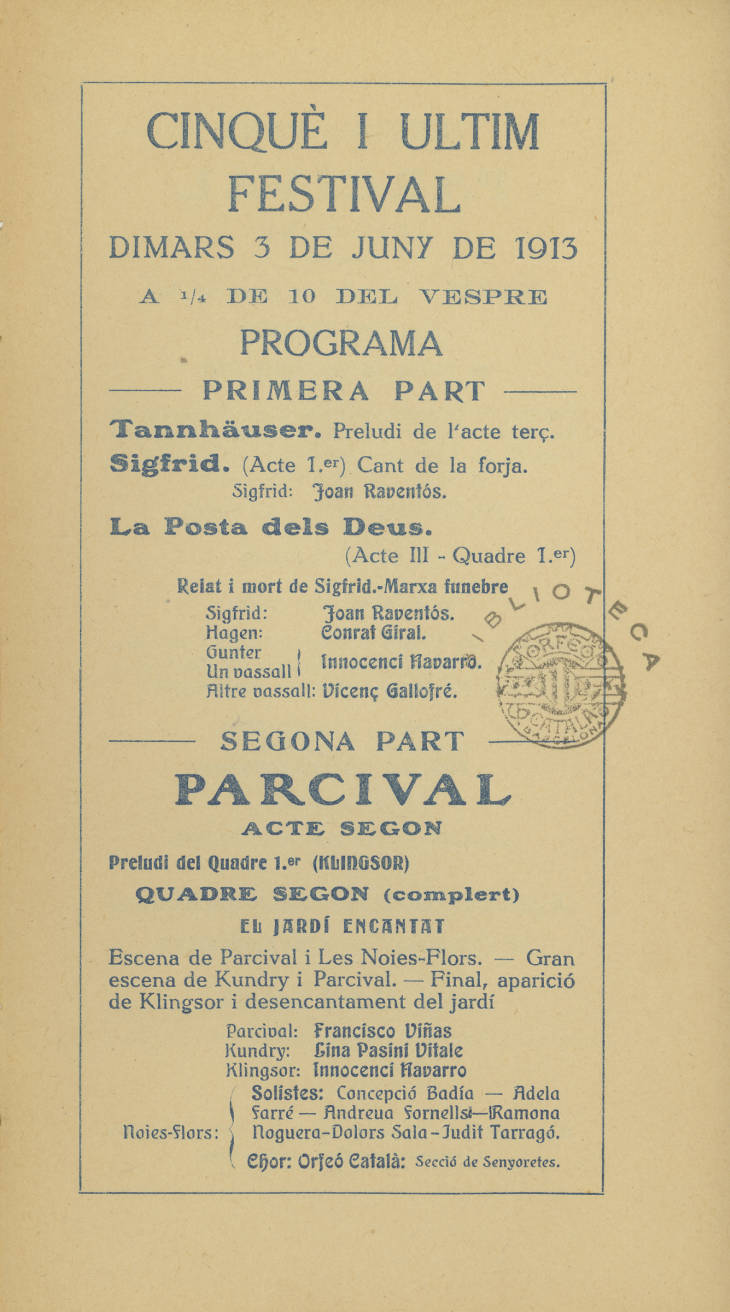 CINQUÈ I ULTIM
FESTIVAL
DIMARS 3 DE JUNY DE 1913
A 1/4 DE 10 DEL VESPRE
PROGRAMA
PRIMERA PART
Tannhäuser. Preludi de l'acte terç.
Sigfrid. (Acte 1.er) Cant de la forja.
Sigfrid: Joan Raventós.
La Posta dels Deus.
(Acte III - Quadre 1.er)
Relat i mort de Sigfrid.-Marxa funebre
Sigfrid: Joan Raventós.
Hagen: Conrat Giral.
Gunter
Un vassall
Innocenci Navarro.
Altre vassall: Vicenç Gallofré.
BIBLIOTECA
ORFEÓ
CATALÀ
BARCELONA
SEGONA PART
PARCIVAL
ACTE SEGON
Preludi del Quadre 1.er (KLINGSOR)
QUADRE SEGON (complert)
EL JARDÍ ENCANTAT
Escena de Parcival i Les Noies-Flors. — Gran
escena de Kundry i Parcival. — Final, aparició
de Klingsor i desencantament del jardí
Parcival: Francisco Viñas
Kundry: Lina Pasini Vitale
Klingsor: Innocenci Navarro
Solistes: Concepció Badía — Adela
Farré — Andreua Fornells—Ramona
Noies-Flors: Noguera-Dolors Sala-Judit Tarragó.
Chor: Orfeó Català: Secció de Senyoretes.